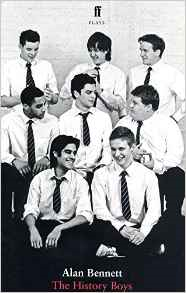 ff
PLAYS
Alan Bennett
The History Boys